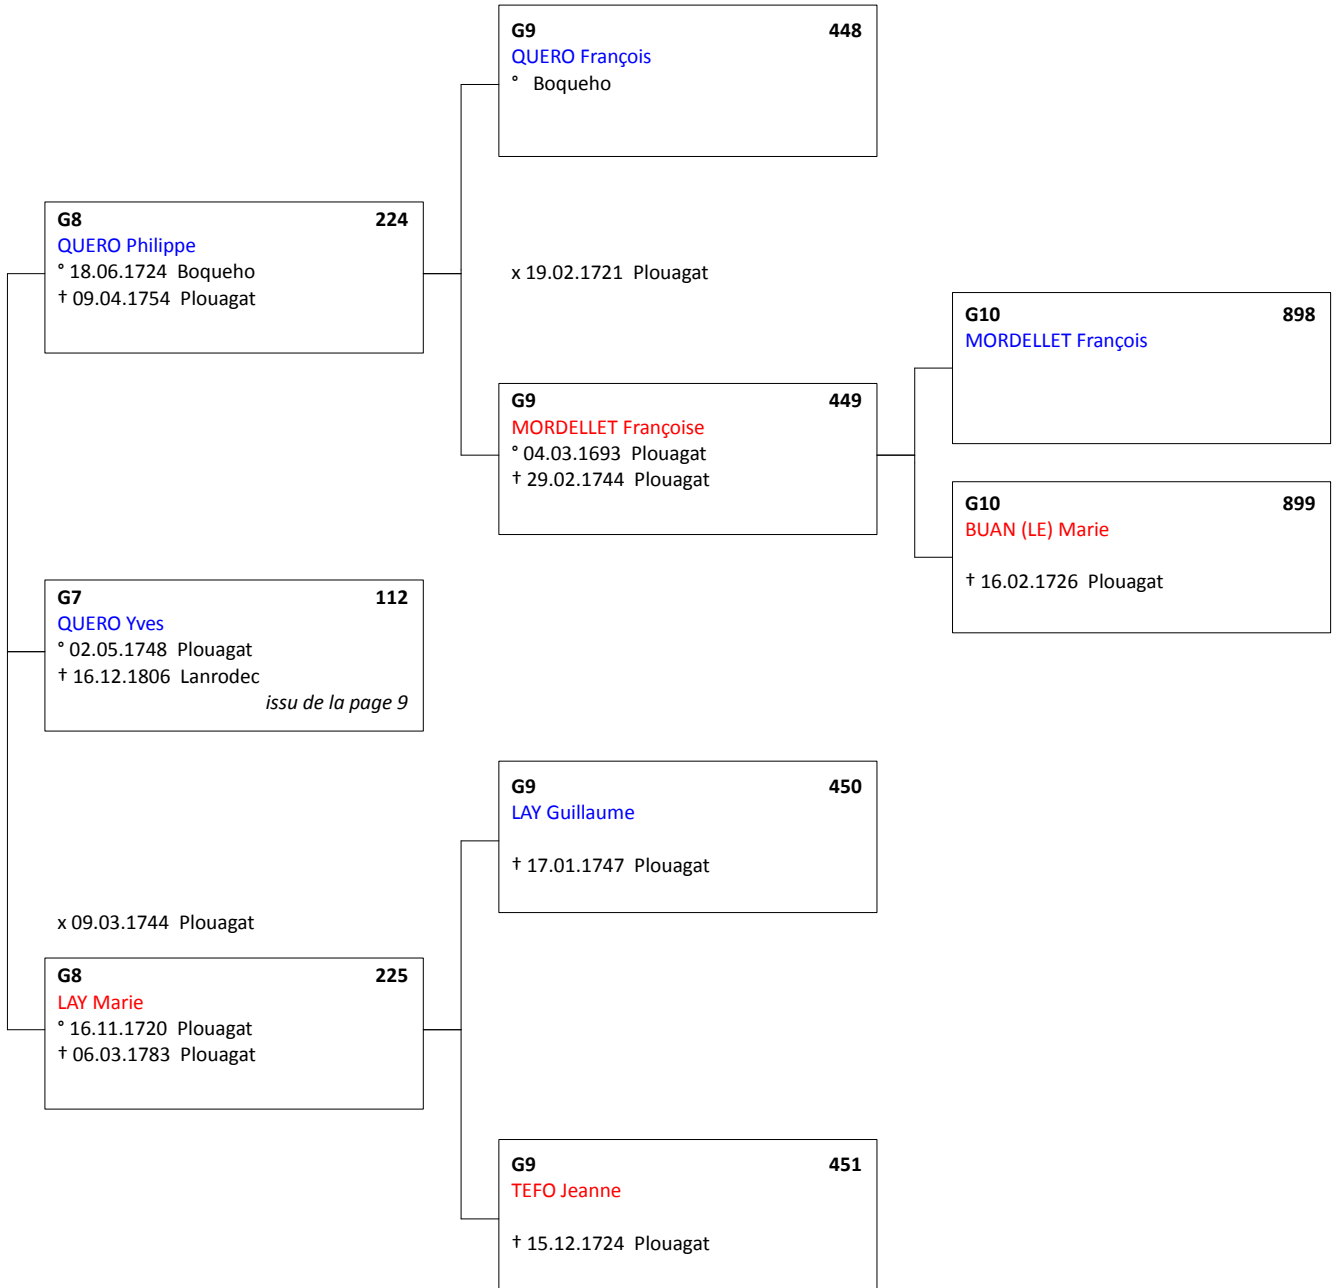 G9 448
QUERO François
° Boqueho
G8 224
QUERO Philippe
° 18.06.1724 Boqueho
† 09.04.1754 Plouagat
x 19.02.1721 Plouagat
G10 898
MORDELLET François
G9 449
MORDELLET Françoise
° 04.03.1693 Plouagat
† 29.02.1744 Plouagat
G10 899
BUAN (LE) Marie
† 16.02.1726 Plouagat
G7 112
QUERO Yves
° 02.05.1748 Plouagat
† 16.12.1806 Lanrodec
issu de la page 9
G9 450
LAY Guillaume
† 17.01.1747 Plouagat
x 09.03.1744 Plouagat
G8 225
LAY Marie
° 16.11.1720 Plouagat
† 06.03.1783 Plouagat
G9 451
TEFO Jeanne
† 15.12.1724 Plouagat